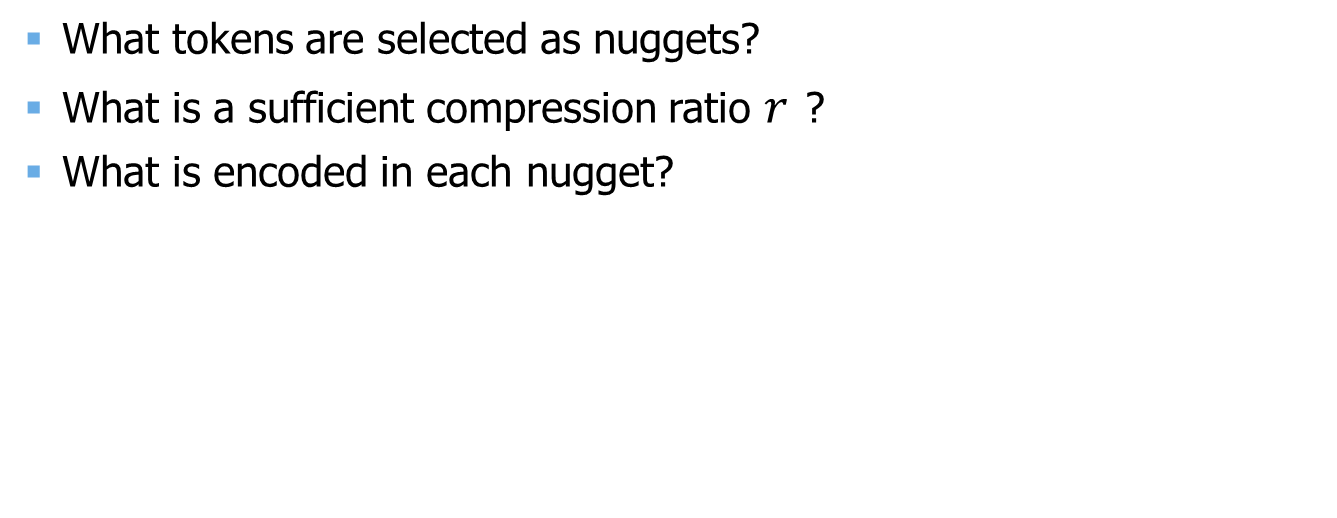 ▪ What tokens are selected as nuggets?
▪ What is a sufficient compression ratio 𝑟 ?
▪ What is encoded in each nugget?